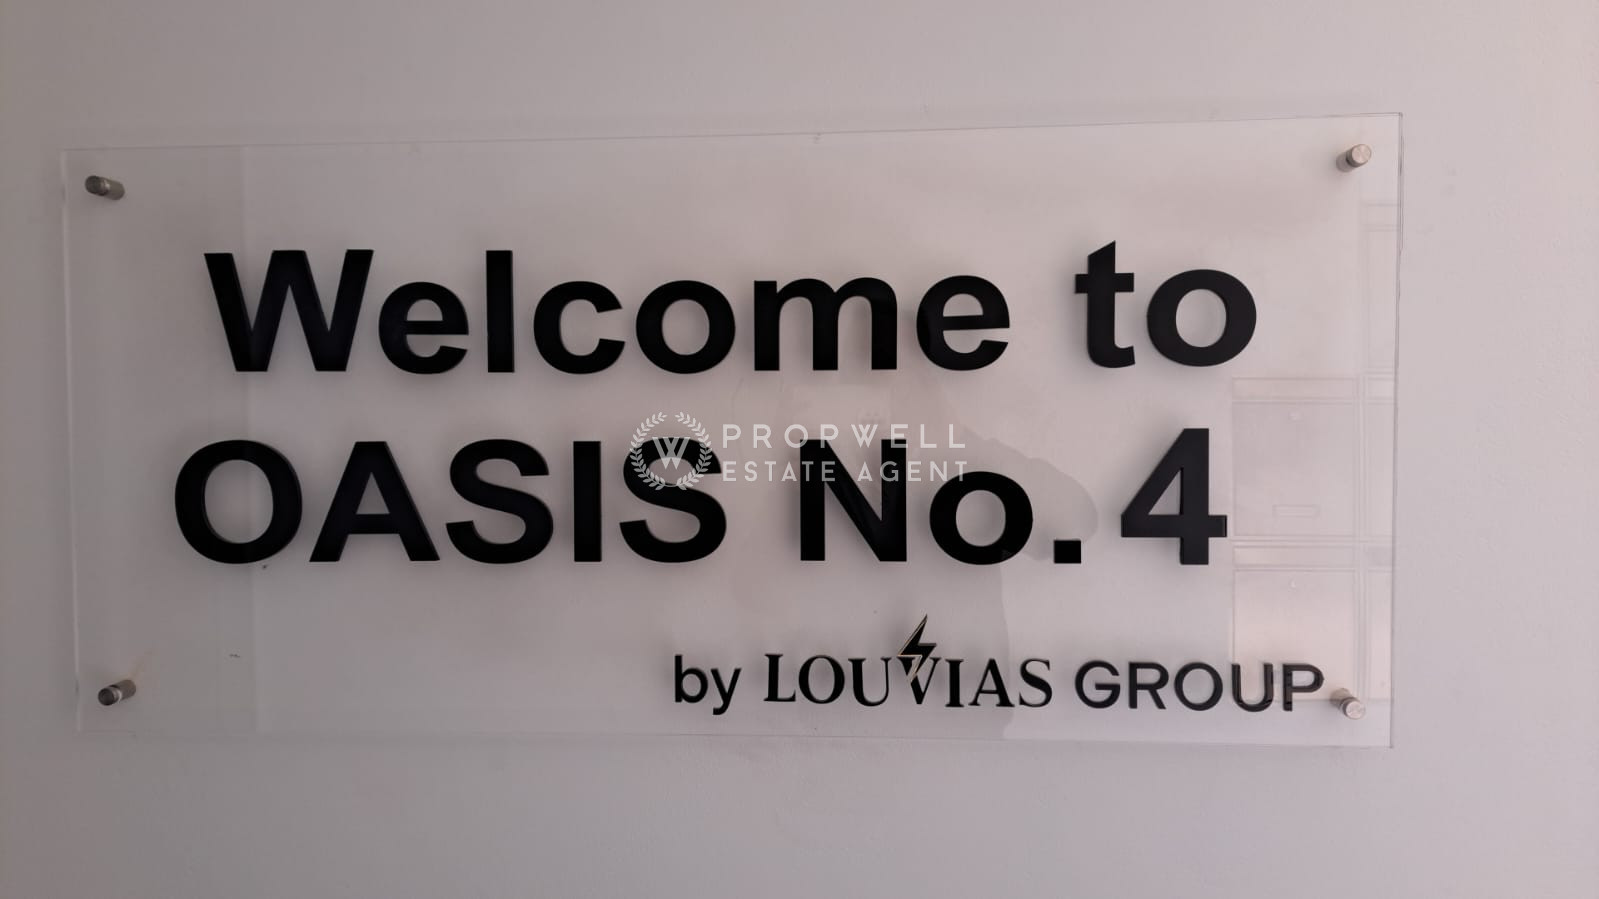 Welcome to
OASIS No. 4
PROPWELL
ESTATE AGENT
by LOUVIAS GROUP